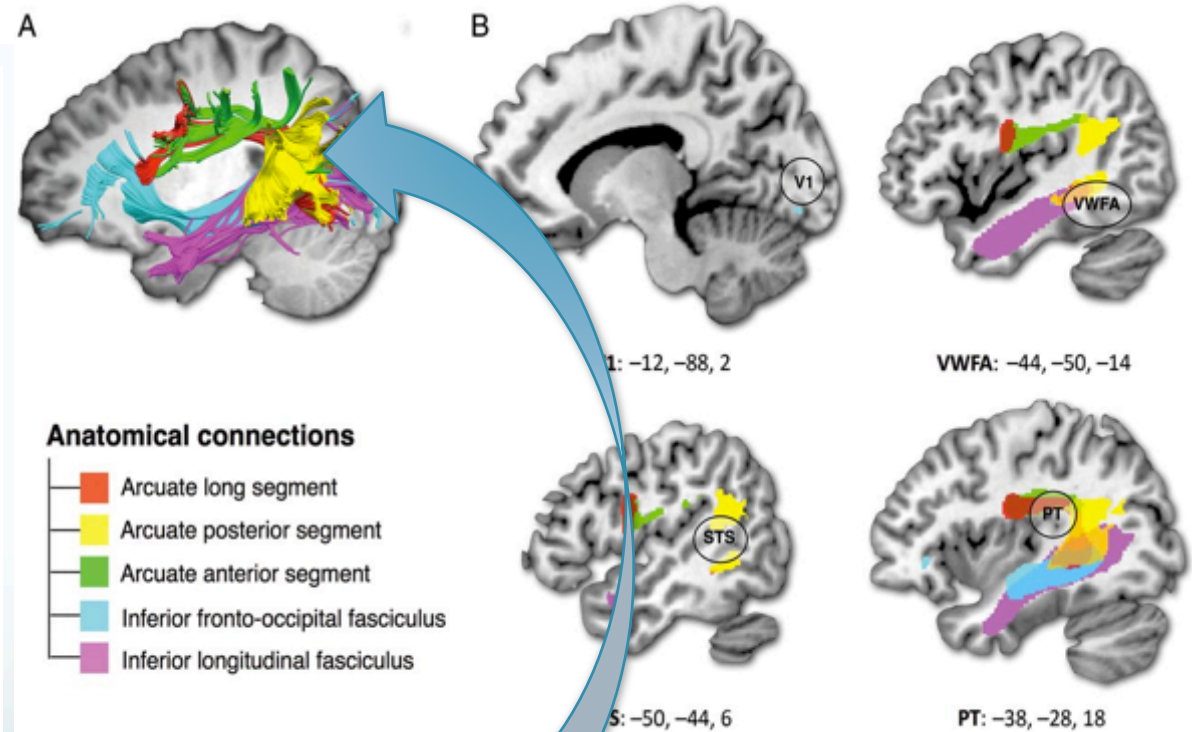 A
B
V1
VWFA
1: –12, –88, 2
VWFA: –44, –50, –14
Anatomical connections
Arcuate long segment
Arcuate posterior segment
Arcuate anterior segment
Inferior fronto-occipital fasciculus
Inferior longitudinal fasciculus
STS
PT
S: –50, –44, 6
PT: –38, –28, 18